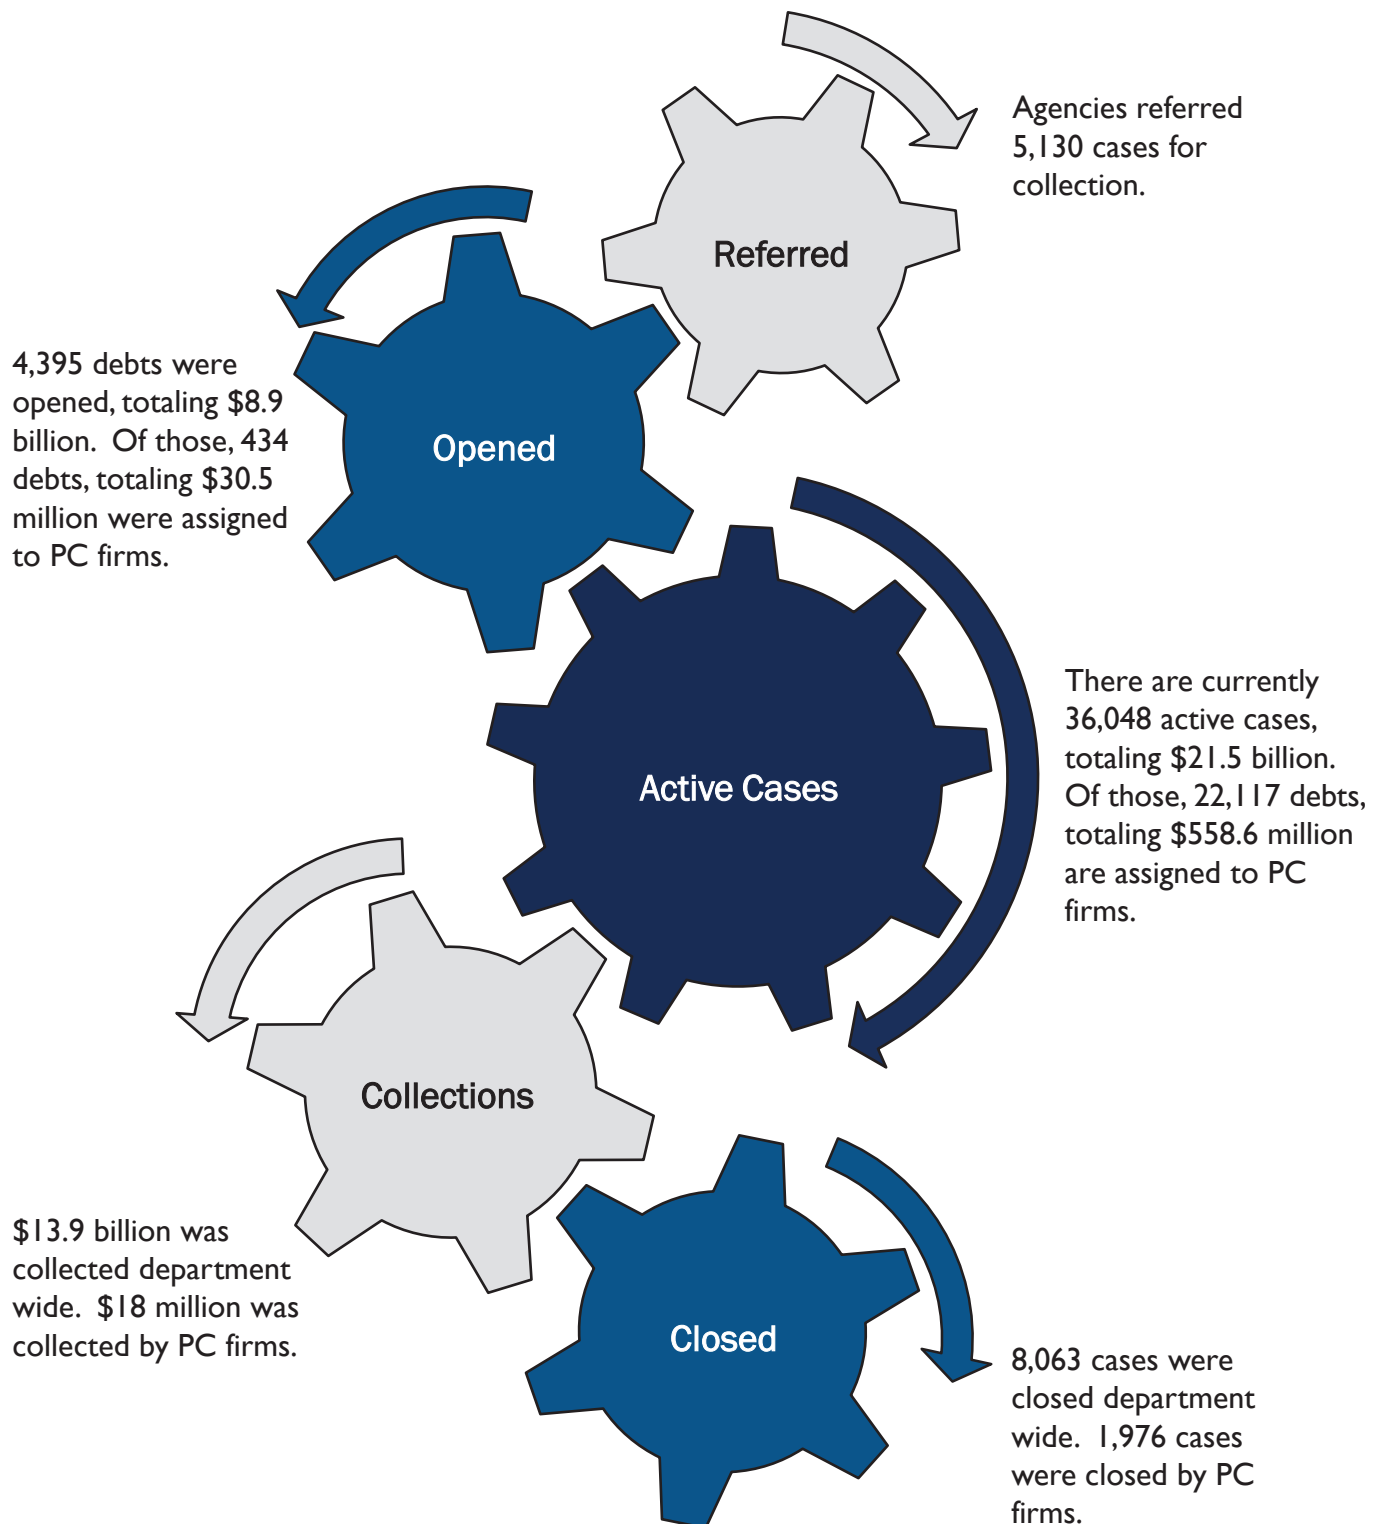 Agencies referred
5,130 cases for
collection.
Referred
4,395 debts were
opened, totaling $8.9
billion.  Of those, 434
debts, totaling $30.5
million were assigned
to PC firms.
Opened
There are currently
36,048 active cases,
totaling $21.5 billion.
Of those, 22,117 debts,
totaling $558.6 million
are assigned to PC
firms.
Active Cases
Collections
$13.9 billion was
collected department
wide.  $18 million was
collected by PC firms.
Closed
8,063 cases were
closed department
wide.  1,976 cases
were closed by PC
firms.